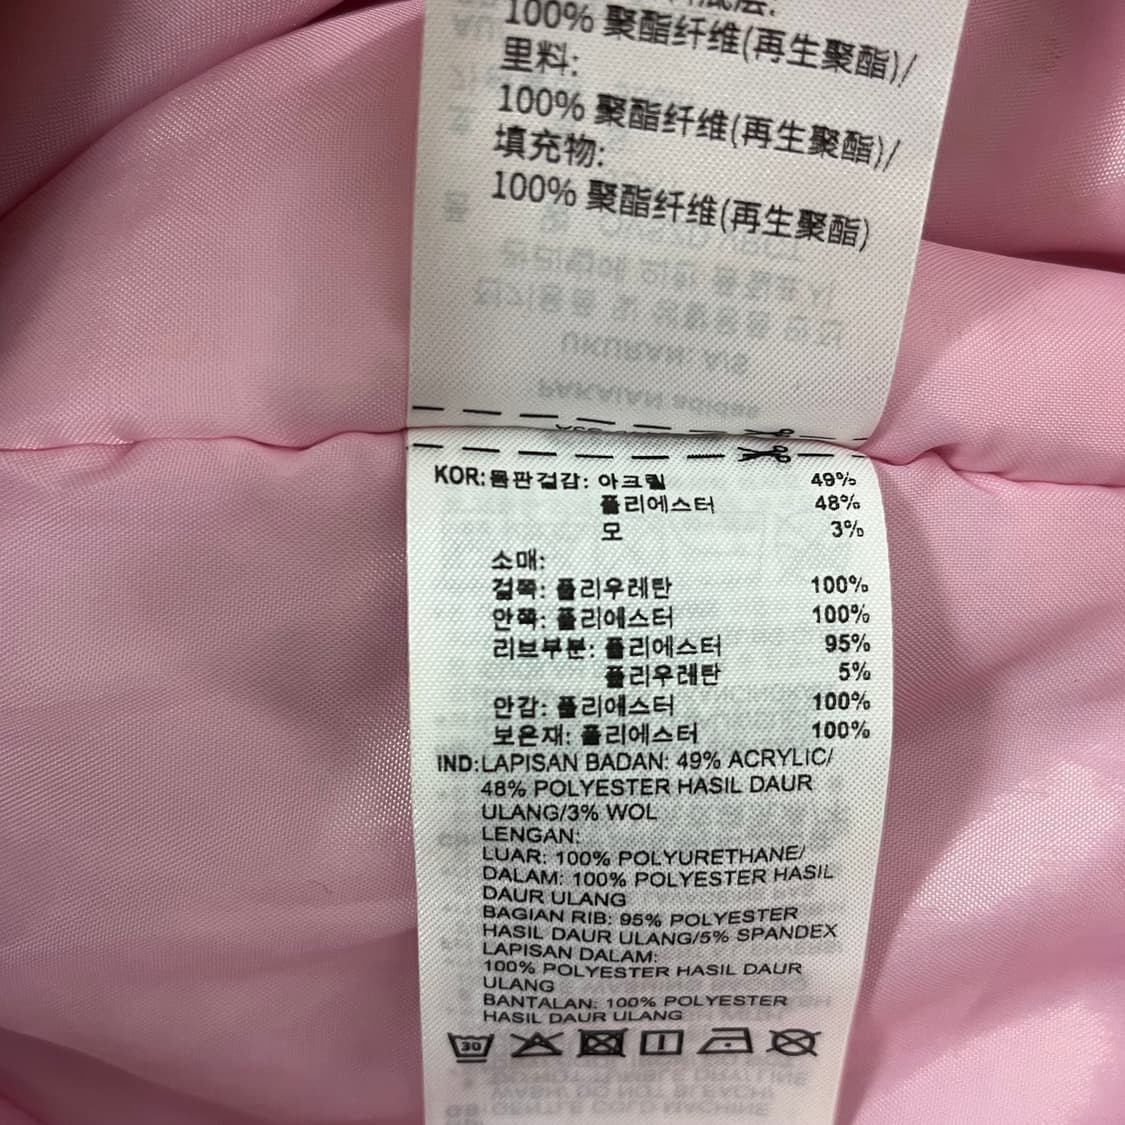 100% 聚酯纤维(再生聚酯)/
里料:
100% 聚酯纤维(再生聚酯)/
填充物:
100% 聚酯纤维(再生聚酯)
KOR:몸판겉감: 아크릴 49%
폴리에스터 48%
모 3%
소매:
겉쪽: 폴리우레탄 100%
안쪽: 폴리에스터 100%
리브부분: 폴리에스터 95%
폴리우레탄 5%
안감: 폴리에스터 100%
보온재: 폴리에스터 100%
IND:LAPISAN BADAN: 49% ACRYLIC/
48% POLYESTER HASIL DAUR
ULANG/3% WOL
LENGAN:
LUAR: 100% POLYURETHANE/
DALAM: 100% POLYESTER HASIL
DAUR ULANG
BAGIAN RIB: 95% POLYESTER
HASIL DAUR ULANG/5% SPANDEX
LAPISAN DALAM:
100% POLYESTER HASIL DAUR
ULANG
BANTALAN: 100% POLYESTER
HASIL DAUR ULANG
30